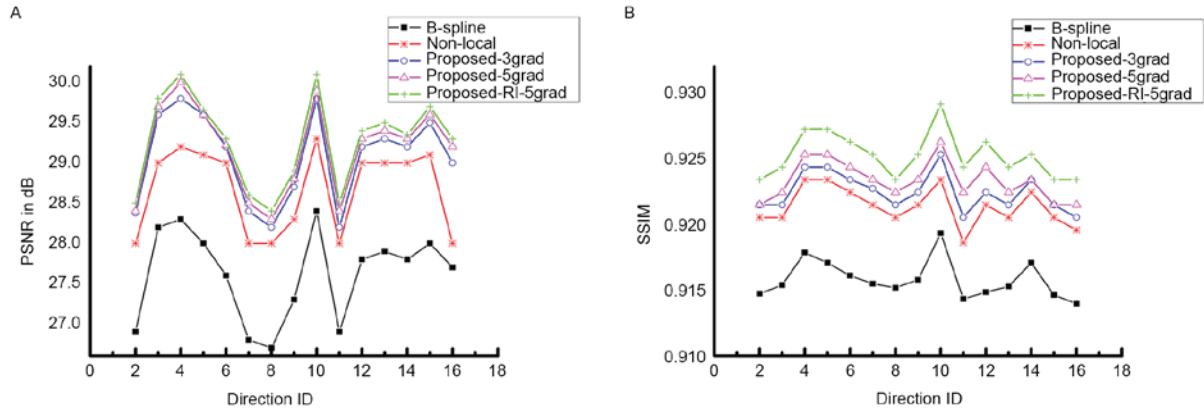 A
B-spline
Non-local
Proposed-3grad
Proposed-5grad
Proposed-RI-5grad
30.0
29.5
29.0
28.5
28.0
27.5
27.0
PSNR in dB
0 2 4 6 8 10 12 14 16 18
Direction ID
B
B-spline
Non-local
Proposed-3grad
Proposed-5grad
Proposed-RI-5grad
0.930
0.925
0.920
0.915
0.910
SSIM
0 2 4 6 8 10 12 14 16 18
Direction ID